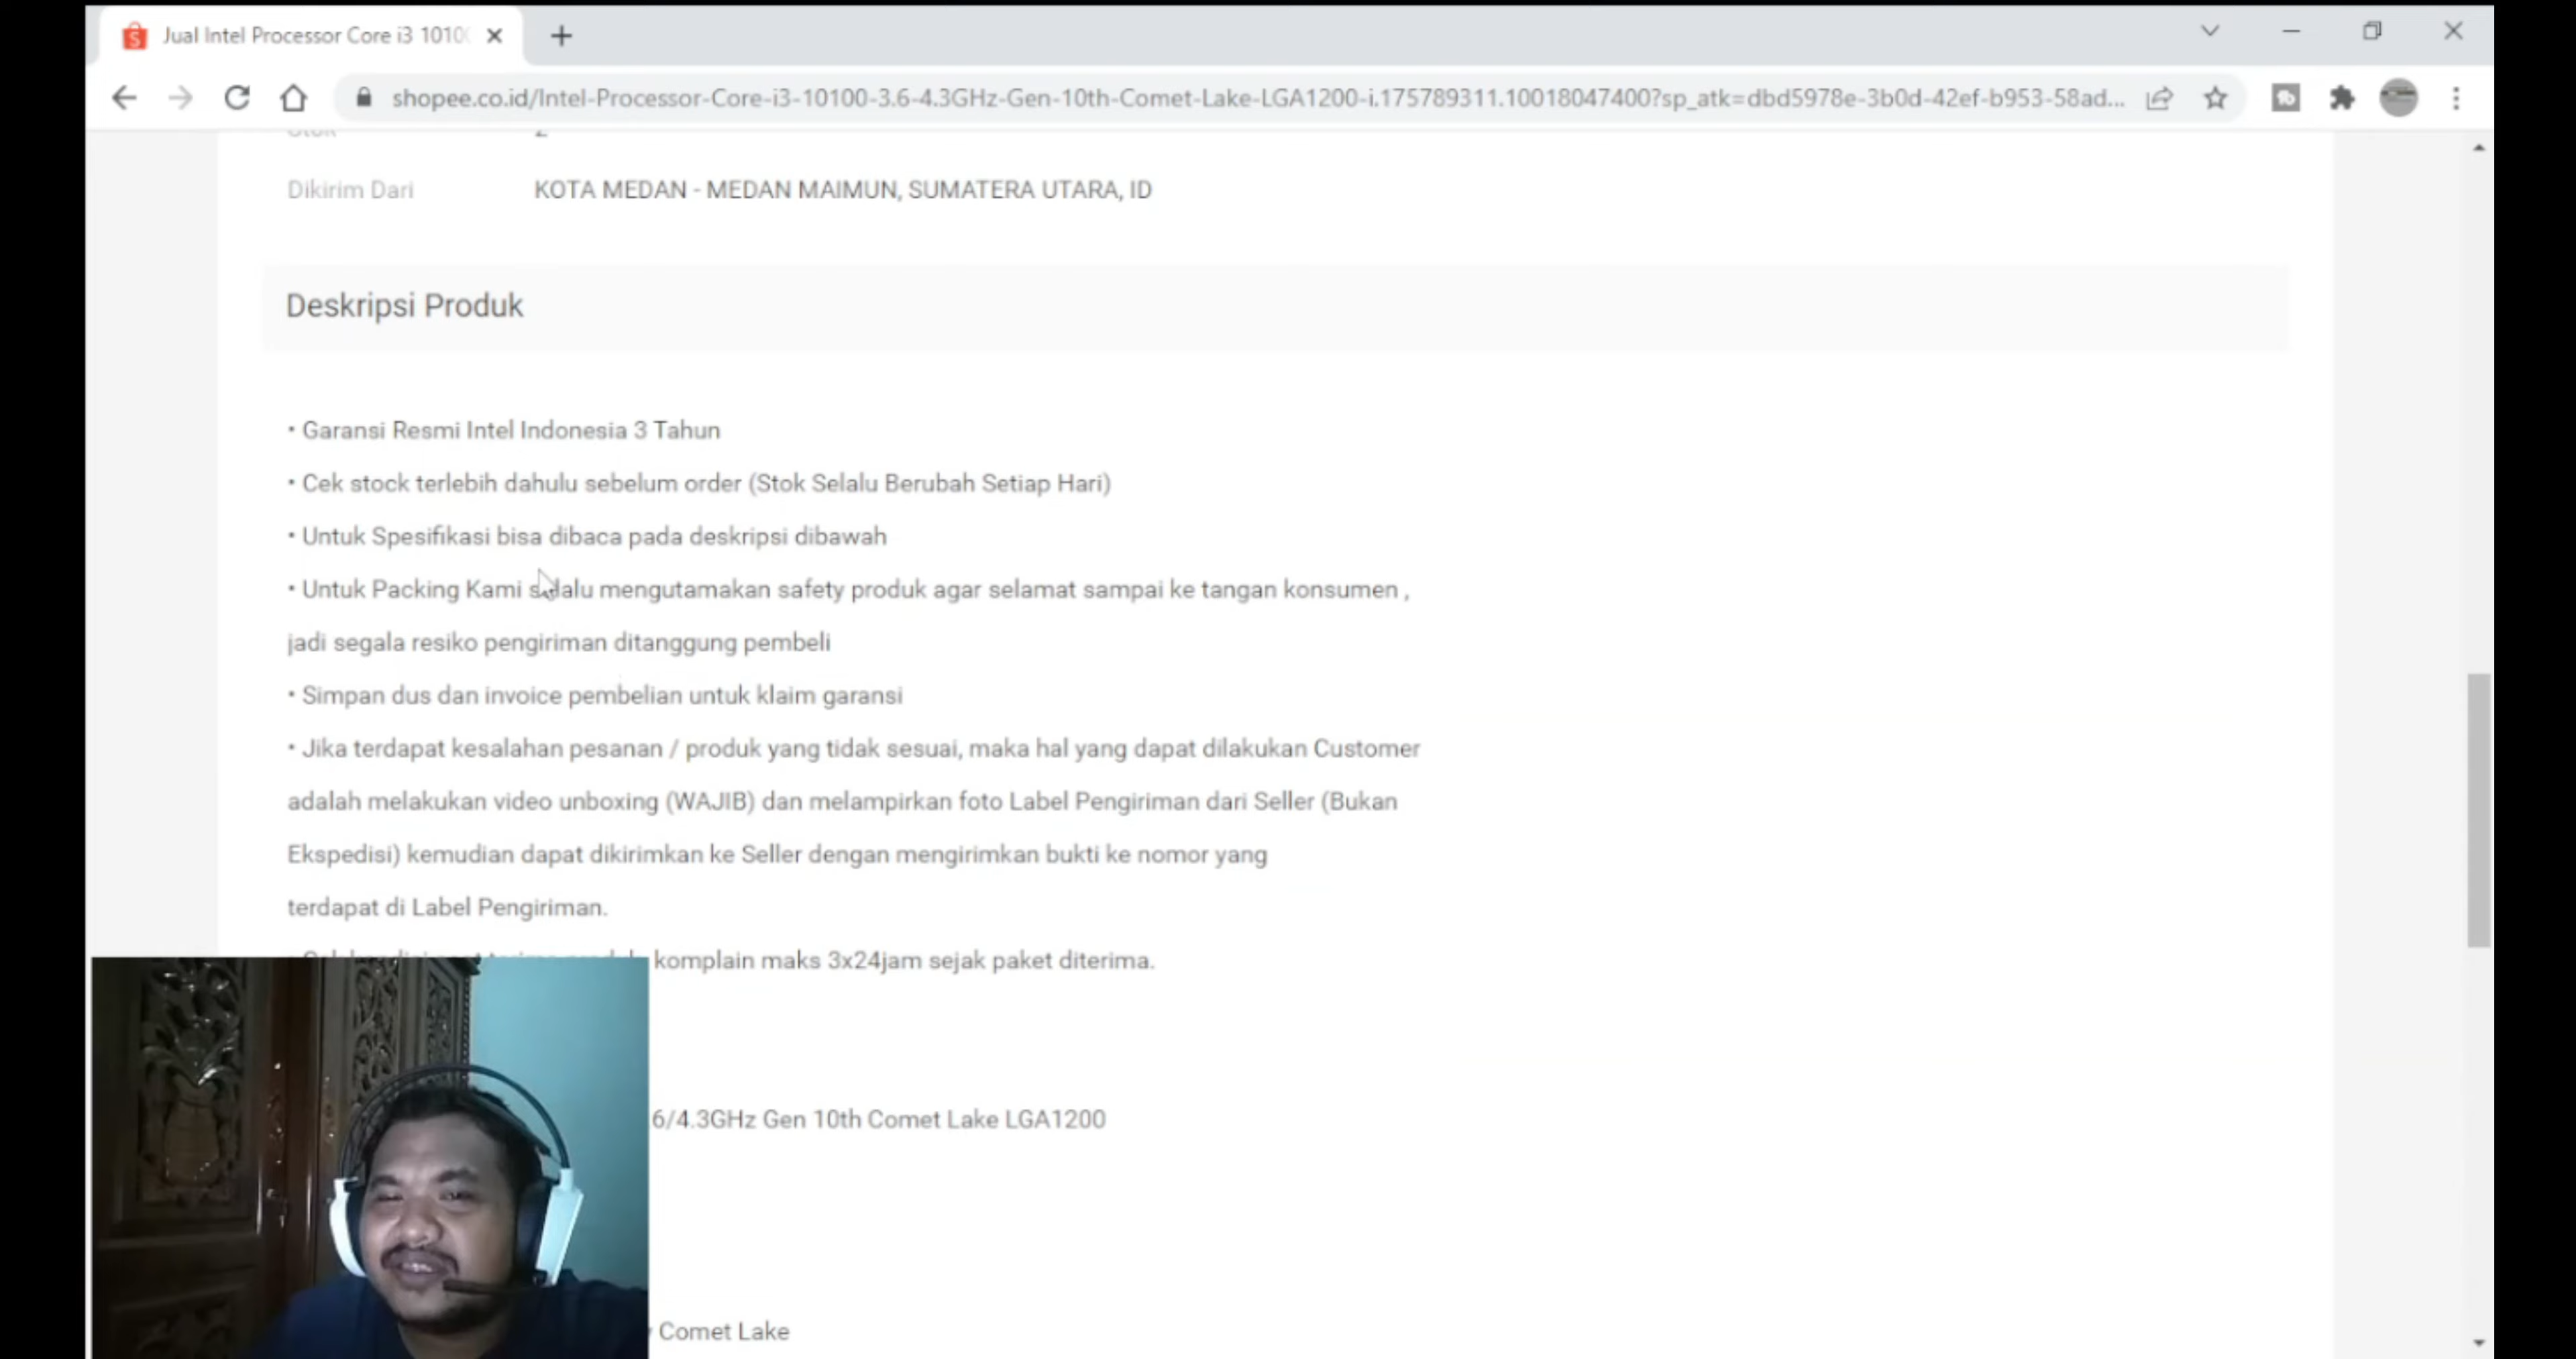 Jual Intel Processor Core i3 1010
shopee.co.id/Intel-Processor-Core-i3-10100-3.6-4.3GHz-Gen-10th-Comet-Lake-LGA1200-i.175789311.10018047400?sp_atk=dbd5978e-3b0d-42ef-b953-58ad...
Dikirim Dari KOTA MEDAN - MEDAN MAIMUN, SUMATERA UTARA, ID
Deskripsi Produk
• Garansi Resmi Intel Indonesia 3 Tahun
• Cek stock terlebih dahulu sebelum order (Stok Selalu Berubah Setiap Hari)
• Untuk Spesifikasi bisa dibaca pada deskripsi dibawah
• Untuk Packing Kami selalu mengutamakan safety produk agar selamat sampai ke tangan konsumen ,
jadi segala resiko pengiriman ditanggung pembeli
• Simpan dus dan invoice pembelian untuk klaim garansi
• Jika terdapat kesalahan pesanan / produk yang tidak sesuai, maka hal yang dapat dilakukan Customer
adalah melakukan video unboxing (WAJIB) dan melampirkan foto Label Pengiriman dari Seller (Bukan
Ekspedisi) kemudian dapat dikirimkan ke Seller dengan mengirimkan bukti ke nomor yang
terdapat di Label Pengiriman.
komplain maks 3x24jam sejak paket diterima.
6/4.3GHz Gen 10th Comet Lake LGA1200
Comet Lake